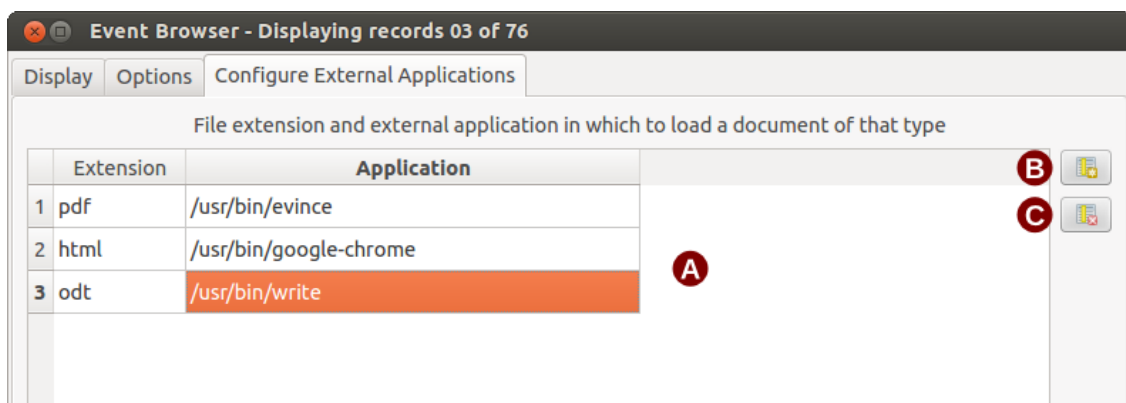 Event Browser - Displaying records 03 of 76
Display Options Configure External Applications
File extension and external application in which to load a document of that type
Extension Application B
1 pdf /usr/bin/evince C
2 html /usr/bin/google-chrome A
3 odt /usr/bin/write